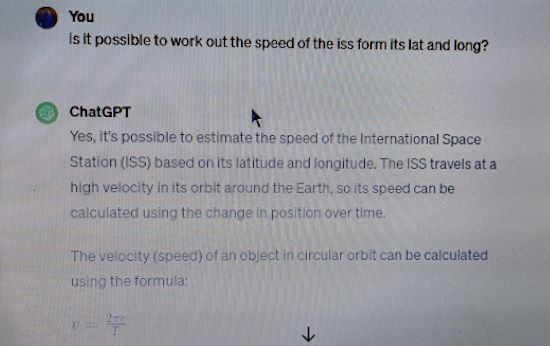 You
Is it possible to work out the speed of the iss form its lat and long?
ChatGPT
Yes, it's possible to estimate the speed of the International Space
Station (ISS) based on its latitude and longitude. The ISS travels at a
high velocity in its orbit around the Earth, so its speed can be
calculated using the change in position over time.
The velocity (speed) of an object in circular orbit can be calculated
using the formula:
v = 2πr/T